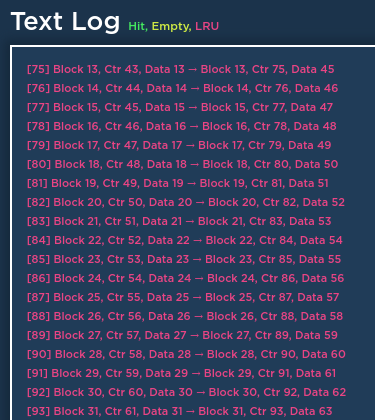 Text Log Hit, Empty, LRU
[75] Block 13, Ctr 43, Data 13 → Block 13, Ctr 75, Data 45
[76] Block 14, Ctr 44, Data 14 → Block 14, Ctr 76, Data 46
[77] Block 15, Ctr 45, Data 15 → Block 15, Ctr 77, Data 47
[78] Block 16, Ctr 46, Data 16 → Block 16, Ctr 78, Data 48
[79] Block 17, Ctr 47, Data 17 → Block 17, Ctr 79, Data 49
[80] Block 18, Ctr 48, Data 18 → Block 18, Ctr 80, Data 50
[81] Block 19, Ctr 49, Data 19 → Block 19, Ctr 81, Data 51
[82] Block 20, Ctr 50, Data 20 → Block 20, Ctr 82, Data 52
[83] Block 21, Ctr 51, Data 21 → Block 21, Ctr 83, Data 53
[84] Block 22, Ctr 52, Data 22 → Block 22, Ctr 84, Data 54
[85] Block 23, Ctr 53, Data 23 → Block 23, Ctr 85, Data 55
[86] Block 24, Ctr 54, Data 24 → Block 24, Ctr 86, Data 56
[87] Block 25, Ctr 55, Data 25 → Block 25, Ctr 87, Data 57
[88] Block 26, Ctr 56, Data 26 → Block 26, Ctr 88, Data 58
[89] Block 27, Ctr 57, Data 27 → Block 27, Ctr 89, Data 59
[90] Block 28, Ctr 58, Data 28 → Block 28, Ctr 90, Data 60
[91] Block 29, Ctr 59, Data 29 → Block 29, Ctr 91, Data 61
[92] Block 30, Ctr 60, Data 30 → Block 30, Ctr 92, Data 62
[93] Block 31, Ctr 61, Data 31 → Block 31, Ctr 93, Data 63